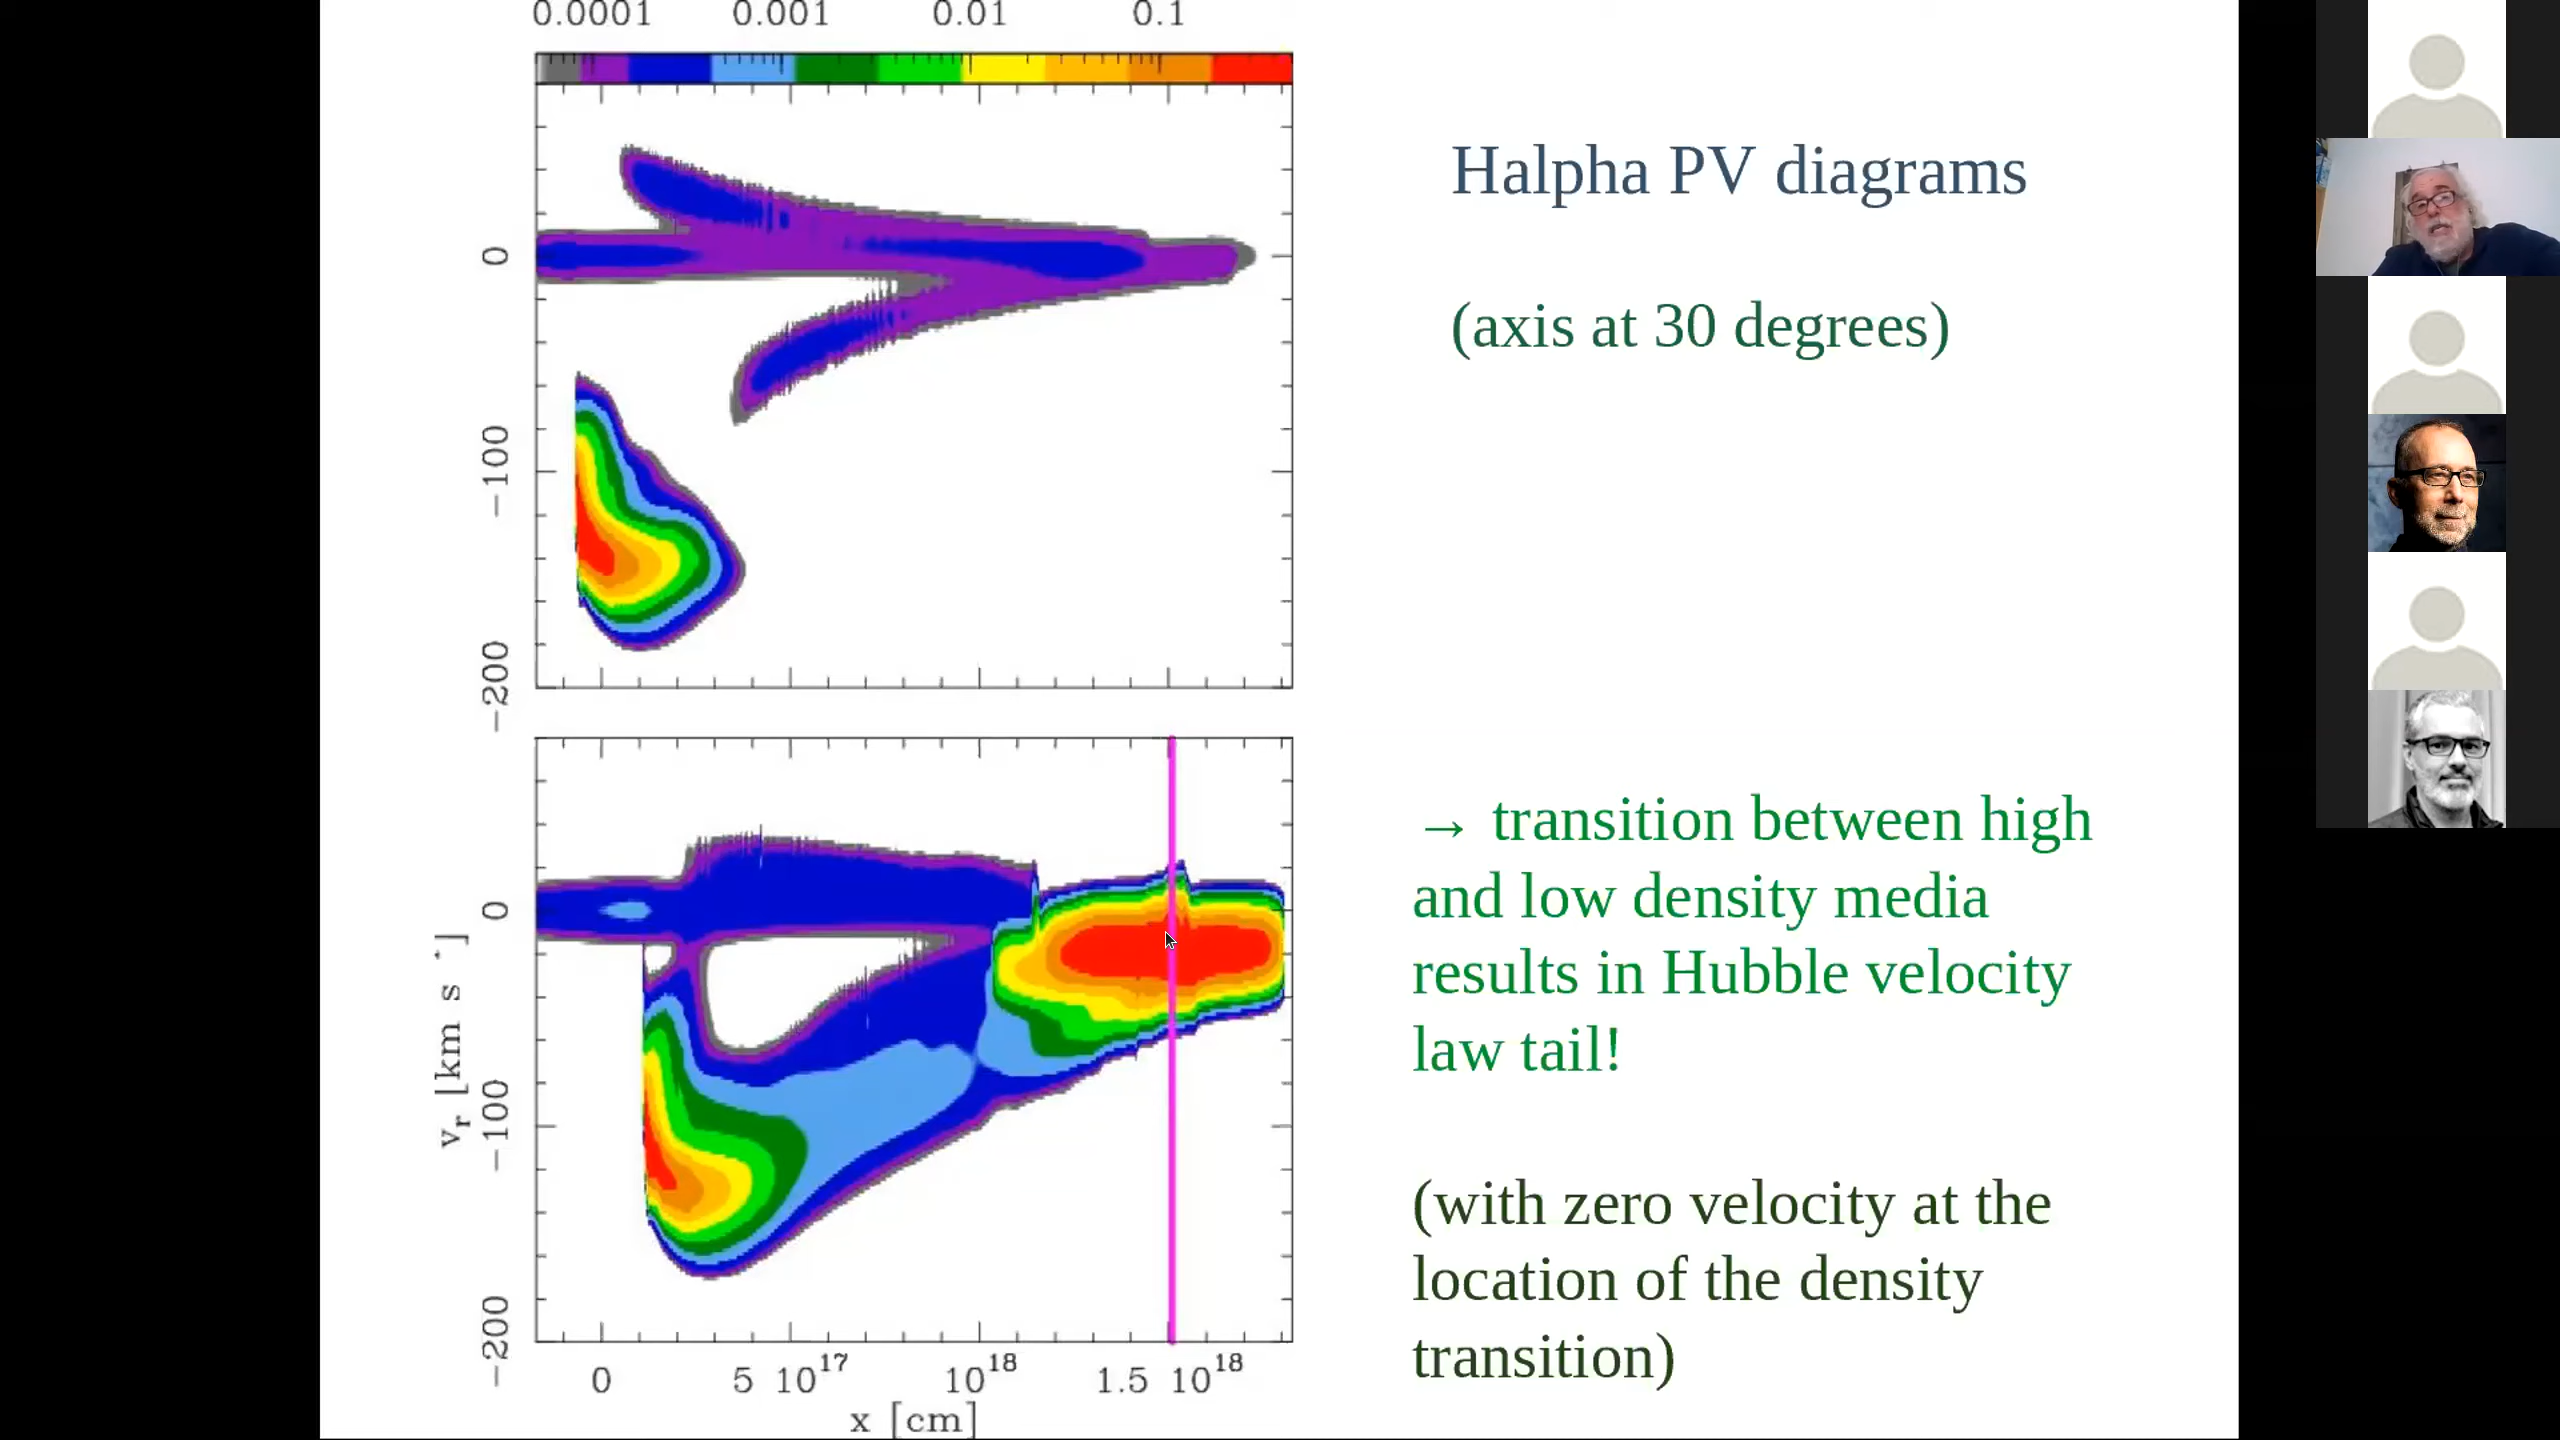 0.0001 0.001 0.01 0.1
0
−100
−200
Halpha PV diagrams
(axis at 30 degrees)
0
−100
−200
v_r [km s⁻¹]
0 5 10^17 10^18 1.5 10^18
x [cm]
→ transition between high
and low density media
results in Hubble velocity
law tail!
(with zero velocity at the
location of the density
transition)